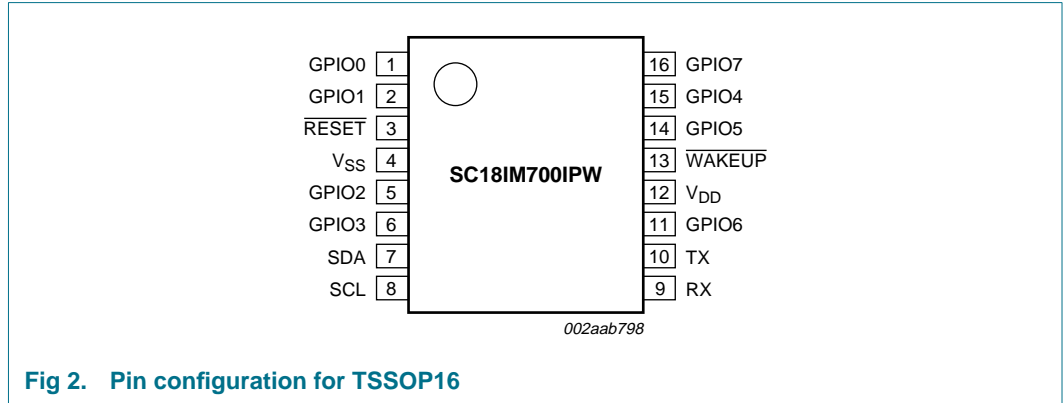 GPIO0 1 16 GPIO7
GPIO1 2 15 GPIO4
RESET 3 14 GPIO5
VSS 4 13 WAKEUP
SC18IM700IPW
GPIO2 5 12 VDD
GPIO3 6 11 GPIO6
SDA 7 10 TX
SCL 8 9 RX
002aab798
Fig 2. Pin configuration for TSSOP16